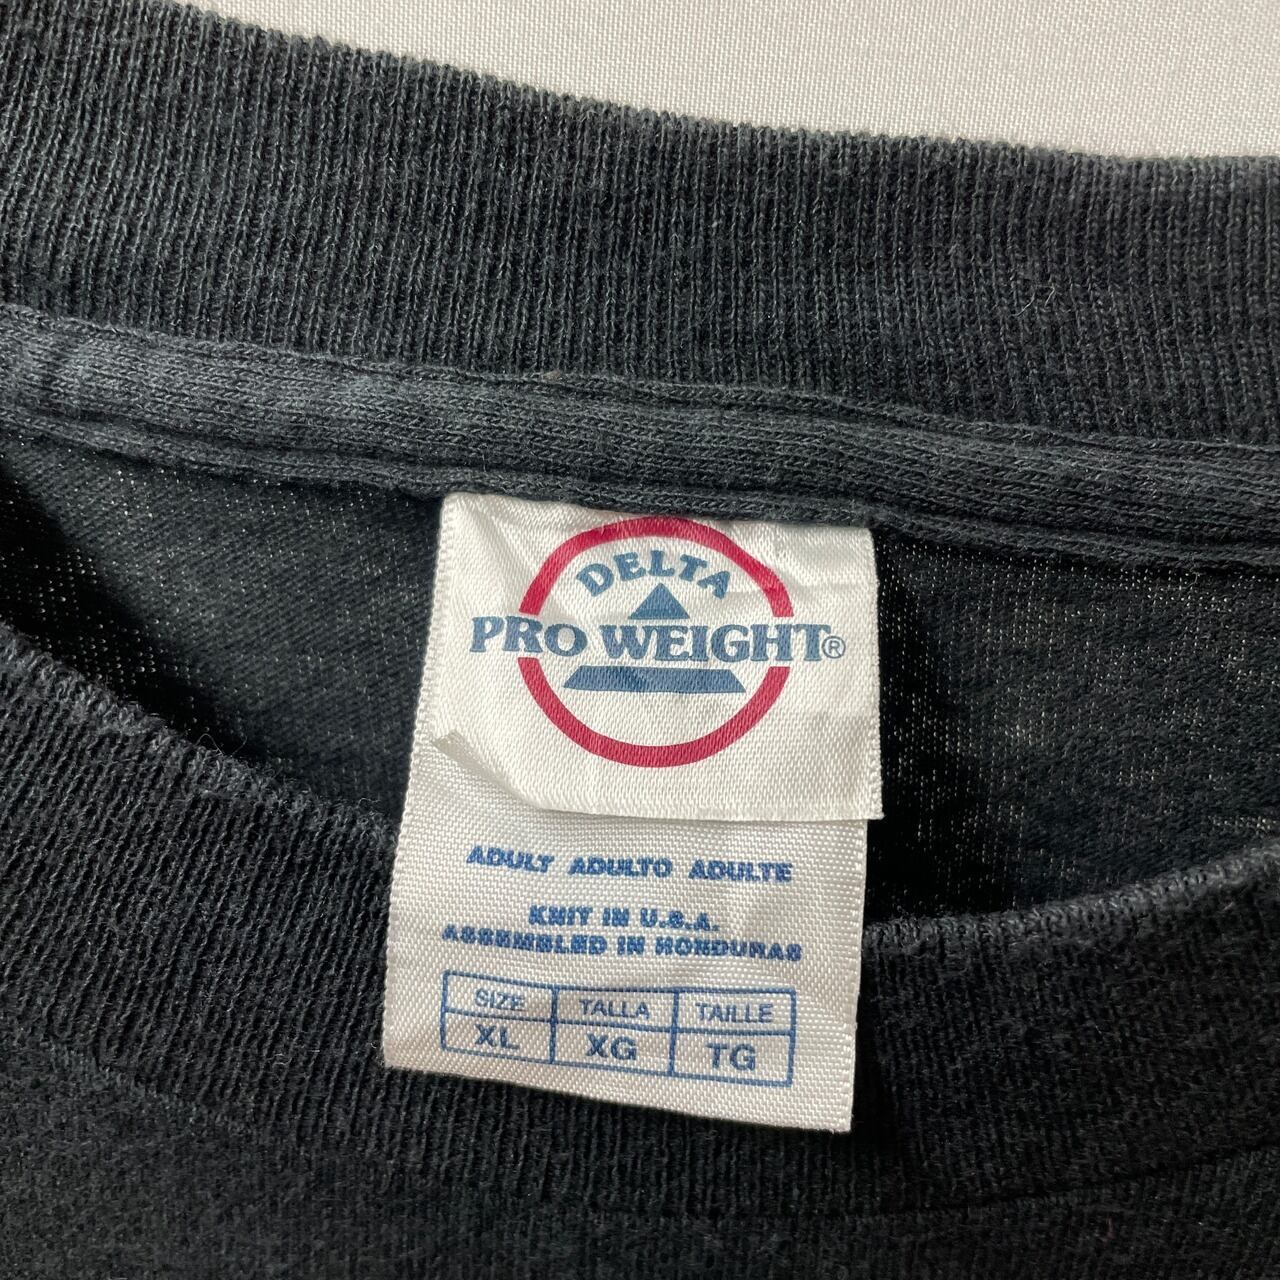 DELTA
PRO WEIGHT®
ADULT ADULTO ADULTE
KNIT IN U.S.A.
ASSEMBLED IN HONDURAS
SIZE TALLA TAILLE
XL XG TG